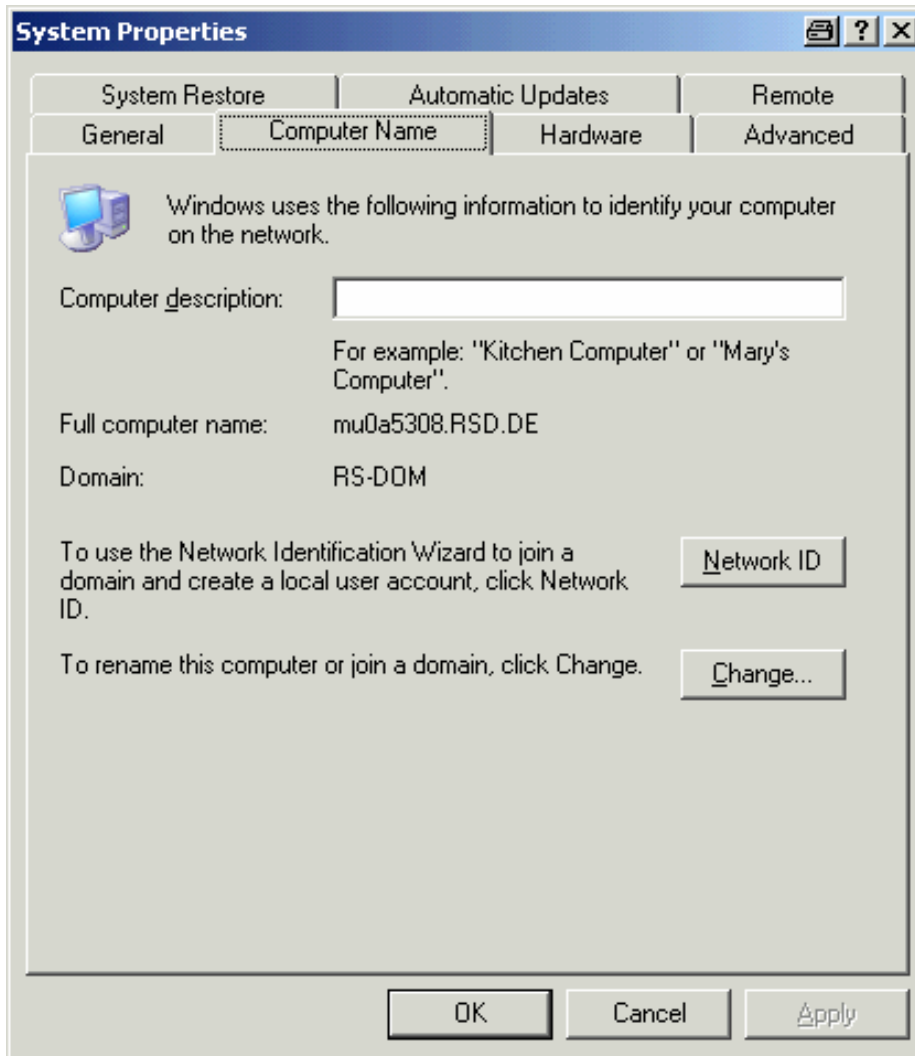 System Properties
System Restore
Automatic Updates
Remote
General
Computer Name
Hardware
Advanced
Windows uses the following information to identify your computer
on the network.
Computer description:
For example: "Kitchen Computer" or "Mary's
Computer".
Full computer name:
mu0a5308.RSD.DE
Domain:
RS-DOM
To use the Network Identification Wizard to join a
domain and create a local user account, click Network
ID.
Network ID
To rename this computer or join a domain, click Change.
Change...
OK
Cancel
Apply